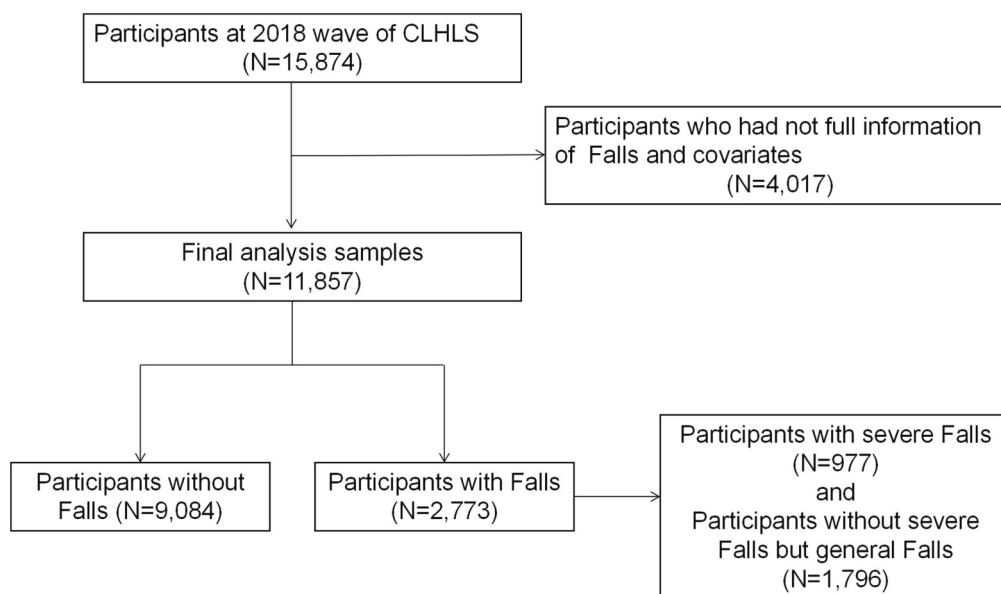 Participants at 2018 wave of CLHLS
(N=15,874)
Participants who had not full information
of Falls and covariates
(N=4,017)
Final analysis samples
(N=11,857)
Participants without
Falls (N=9,084)
Participants with Falls
(N=2,773)
Participants with severe Falls
(N=977)
and
Participants without severe
Falls but general Falls
(N=1,796)